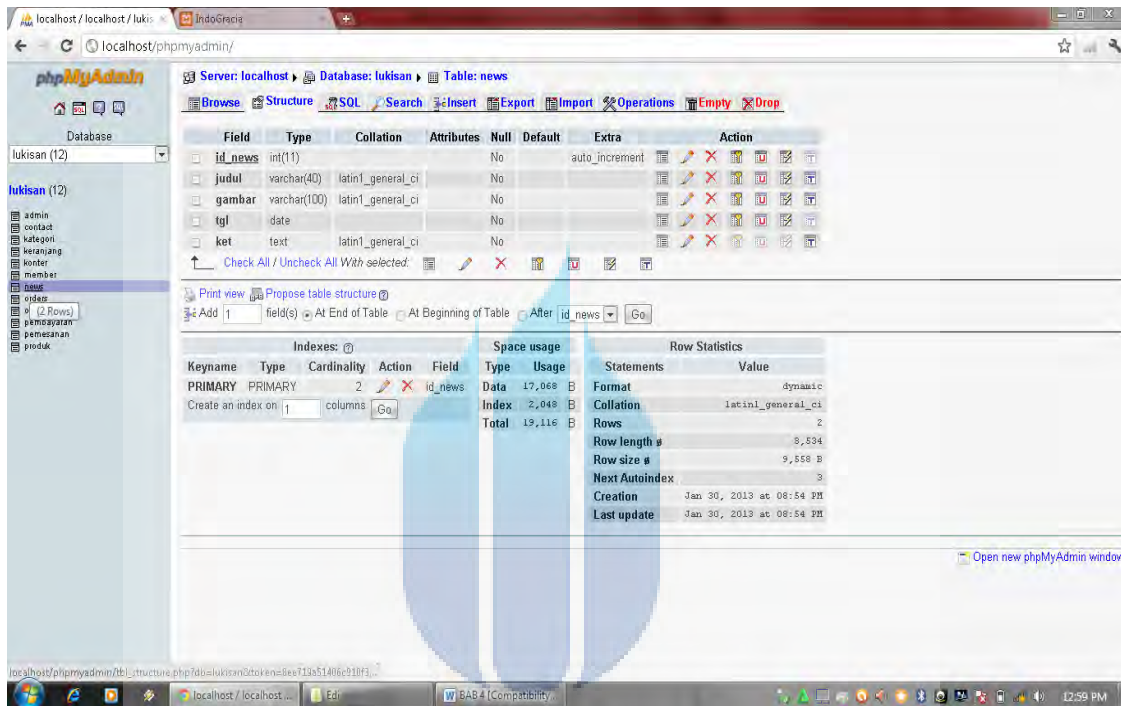 localhost / localhost / lukis
IndoGracia
localhost/phpmyadmin/
phpMyAdmin
Database
lukisan (12)
lukisan (12)
admin
contact
kategori
keranjang
konter
member
news
orders
(2 Rows)
pembayaran
pemesanan
produk
Server: localhost Database: lukisan Table: news
Browse Structure SQL Search Insert Export Import Operations Empty Drop
Field Type Collation Attributes Null Default Extra Action
id_news int(11) No auto_increment
judul varchar(40) latin1_general_ci No
gambar varchar(100) latin1_general_ci No
tgl date No
ket text latin1_general_ci No
Check All / Uncheck All With selected:
Print view Propose table structure
Add 1 field(s) At End of Table At Beginning of Table After id_news Go
Indexes:
Keyname Type Cardinality Action Field
PRIMARY PRIMARY 2 id_news
Create an index on 1 columns Go
Space usage
Type Usage
Data 17,068 B
Index 2,048 B
Total 19,116 B
Row Statistics
Statements Value
Format dynamic
Collation latin1_general_ci
Rows 2
Row length ø 8,534
Row size ø 9,558 B
Next Autoindex 3
Creation Jan 30, 2013 at 08:54 PM
Last update Jan 30, 2013 at 08:54 PM
Open new phpMyAdmin window
localhost / localhost ...
Edit
BAB 4 [Compatibility ...
12:59 PM